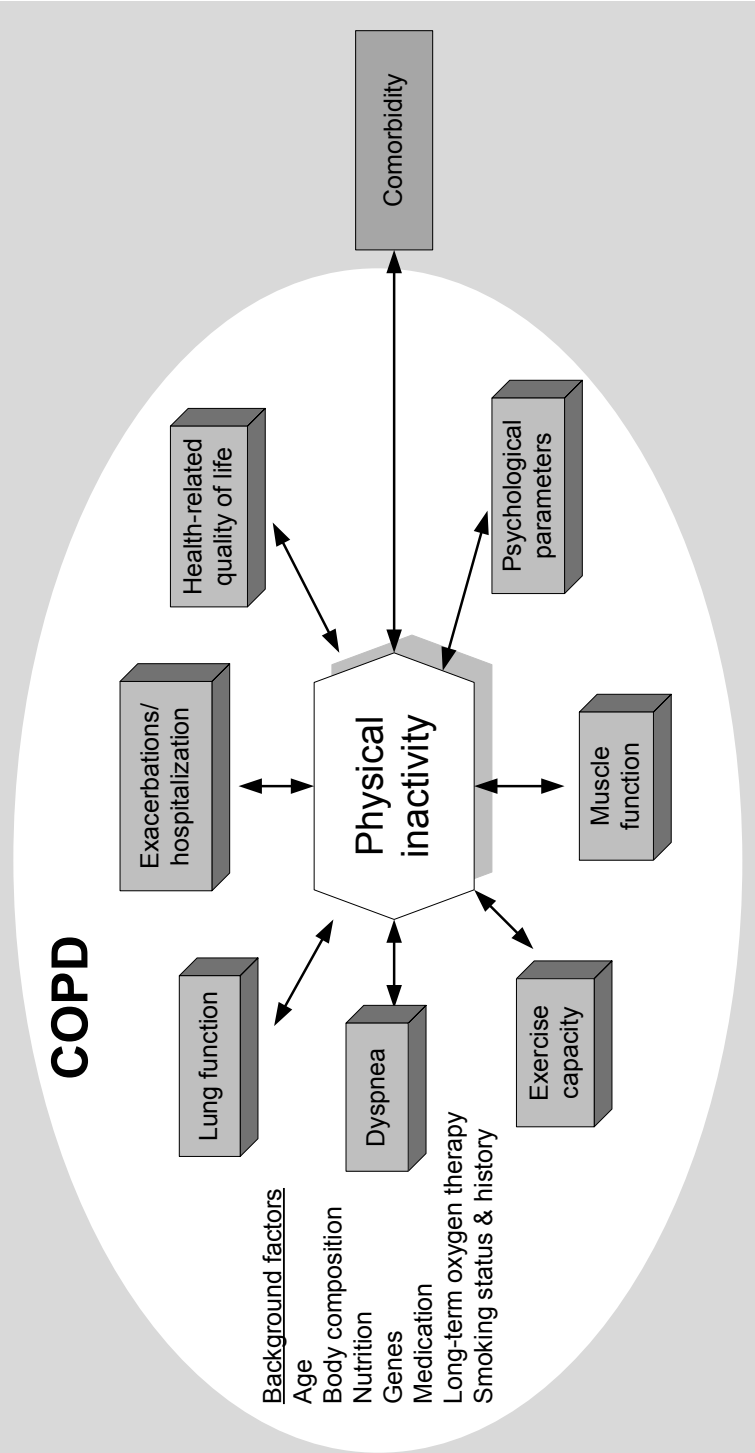 COPD
Exacerbations/
hospitalization
Lung function
Health-related
quality of life
Background factors
Age
Body composition
Nutrition
Genes
Medication
Long-term oxygen therapy
Smoking status & history
Dyspnea
Physical
inactivity
Comorbidity
Exercise
capacity
Muscle
function
Psychological
parameters